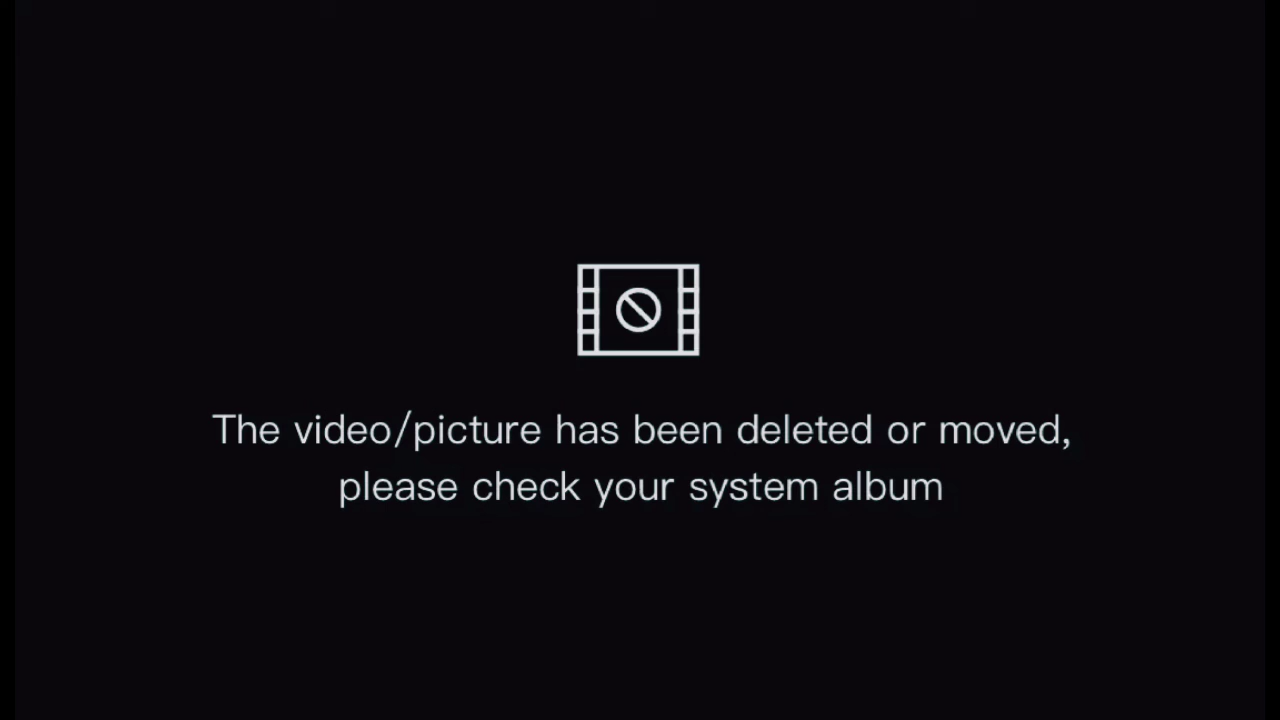 The video/picture has been deleted or moved,
please check your system album